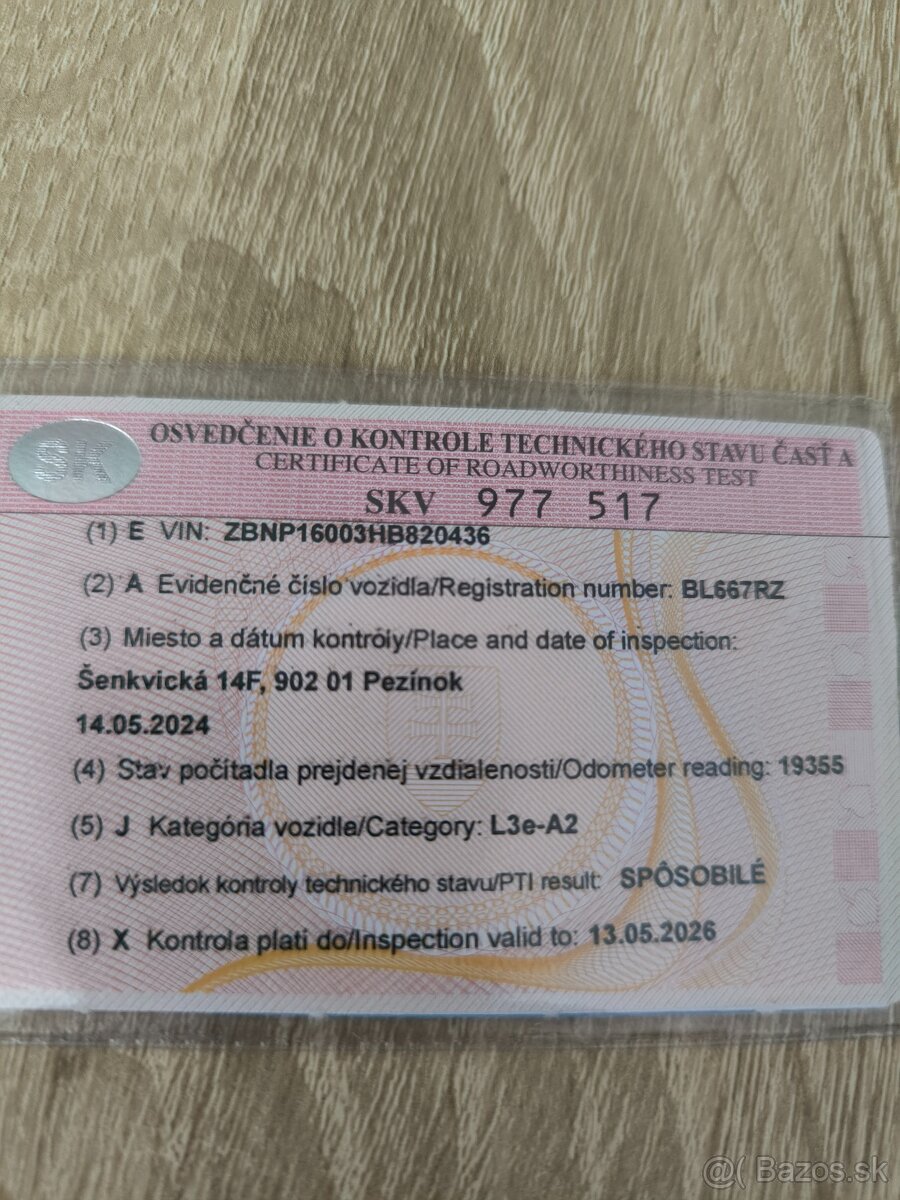 SK
OSVEDČENIE O KONTROLE TECHNICKÉHO STAVU ČASŤ A
CERTIFICATE OF ROADWORTHINESS TEST
SKV 977 517
(1) E VIN: ZBNP16003HB820436
(2) A Evidenčné číslo vozidla/Registration number: BL667RZ
(3) Miesto a dátum kontroly/Place and date of inspection:
Šenkvická 14F, 902 01 Pezinok
14.05.2024
(4) Stav počítadla prejdenej vzdialenosti/Odometer reading: 19355
(5) J Kategória vozidla/Category: L3e-A2
(7) Výsledok kontroly technického stavu/PTI result: SPÔSOBILÉ
(8) X Kontrola platí do/Inspection valid to: 13.05.2026
@( Bazos.sk